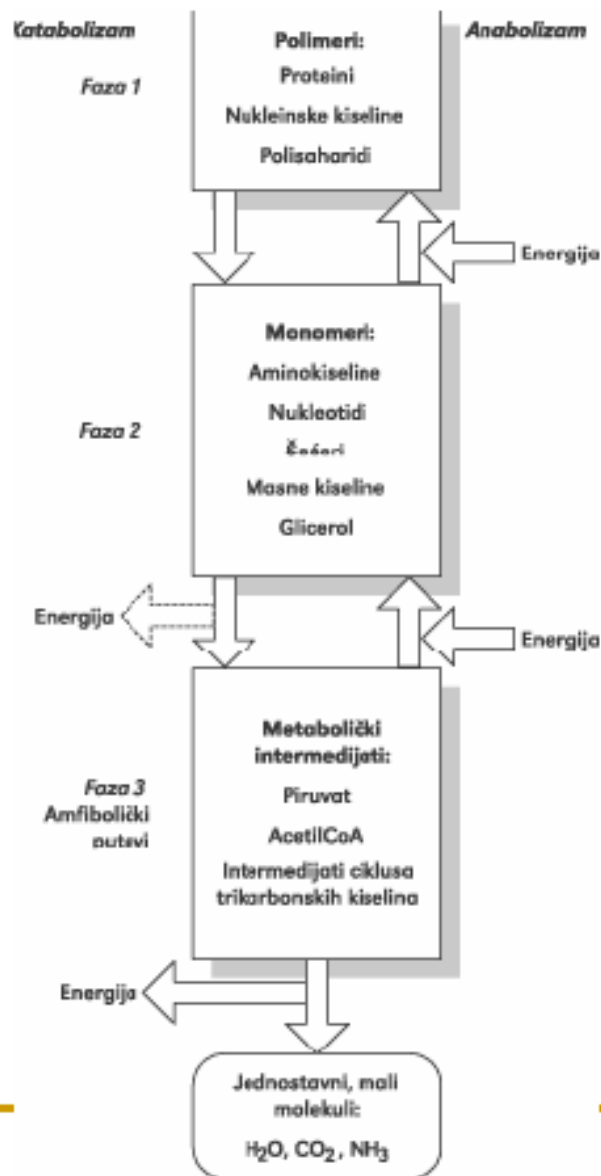 Katabolizam
Anabolizam
Polimeri:
Faza 1
Proteini
Nukleinske kiseline
Polisaharidi
Energija
Monomeri:
Aminokiseline
Faza 2
Nukleotidi
Masne kiseline
Glicerol
Energija
Energija
Metabolički
intermedijati:
Faza 3
Amfibolički
putevi
Piruvat
AcetilCoA
Intermedijati ciklusa
trikarbonskih kiselina
Energija
Jednostavni, mali
molekuli:
H₂O, CO₂, NH₃